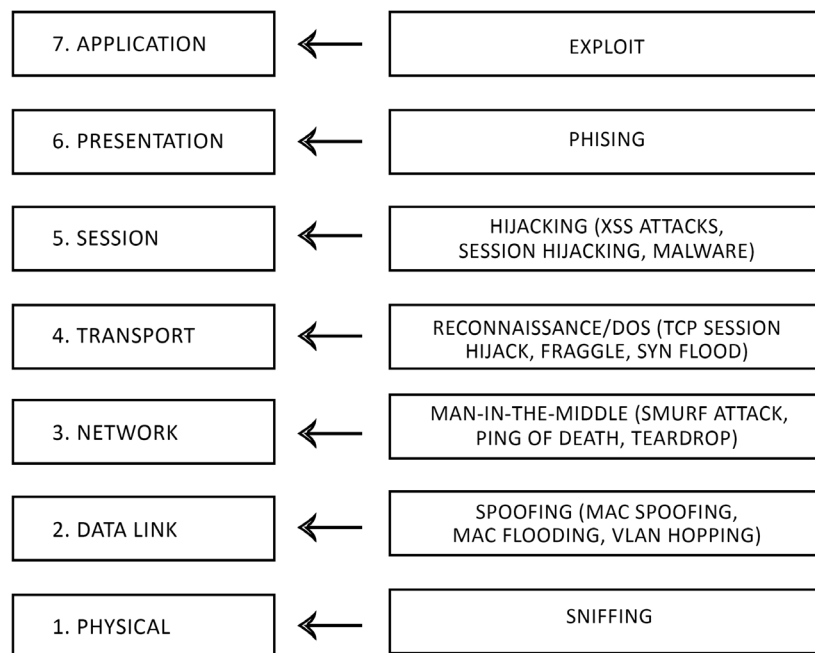 7. APPLICATION
EXPLOIT
6. PRESENTATION
PHISING
5. SESSION
HIJACKING (XSS ATTACKS,
SESSION HIJACKING, MALWARE)
4. TRANSPORT
RECONNAISSANCE/DOS (TCP SESSION
HIJACK, FRAGGLE, SYN FLOOD)
3. NETWORK
MAN-IN-THE-MIDDLE (SMURF ATTACK,
PING OF DEATH, TEARDROP)
2. DATA LINK
SPOOFING (MAC SPOOFING,
MAC FLOODING, VLAN HOPPING)
1. PHYSICAL
SNIFFING